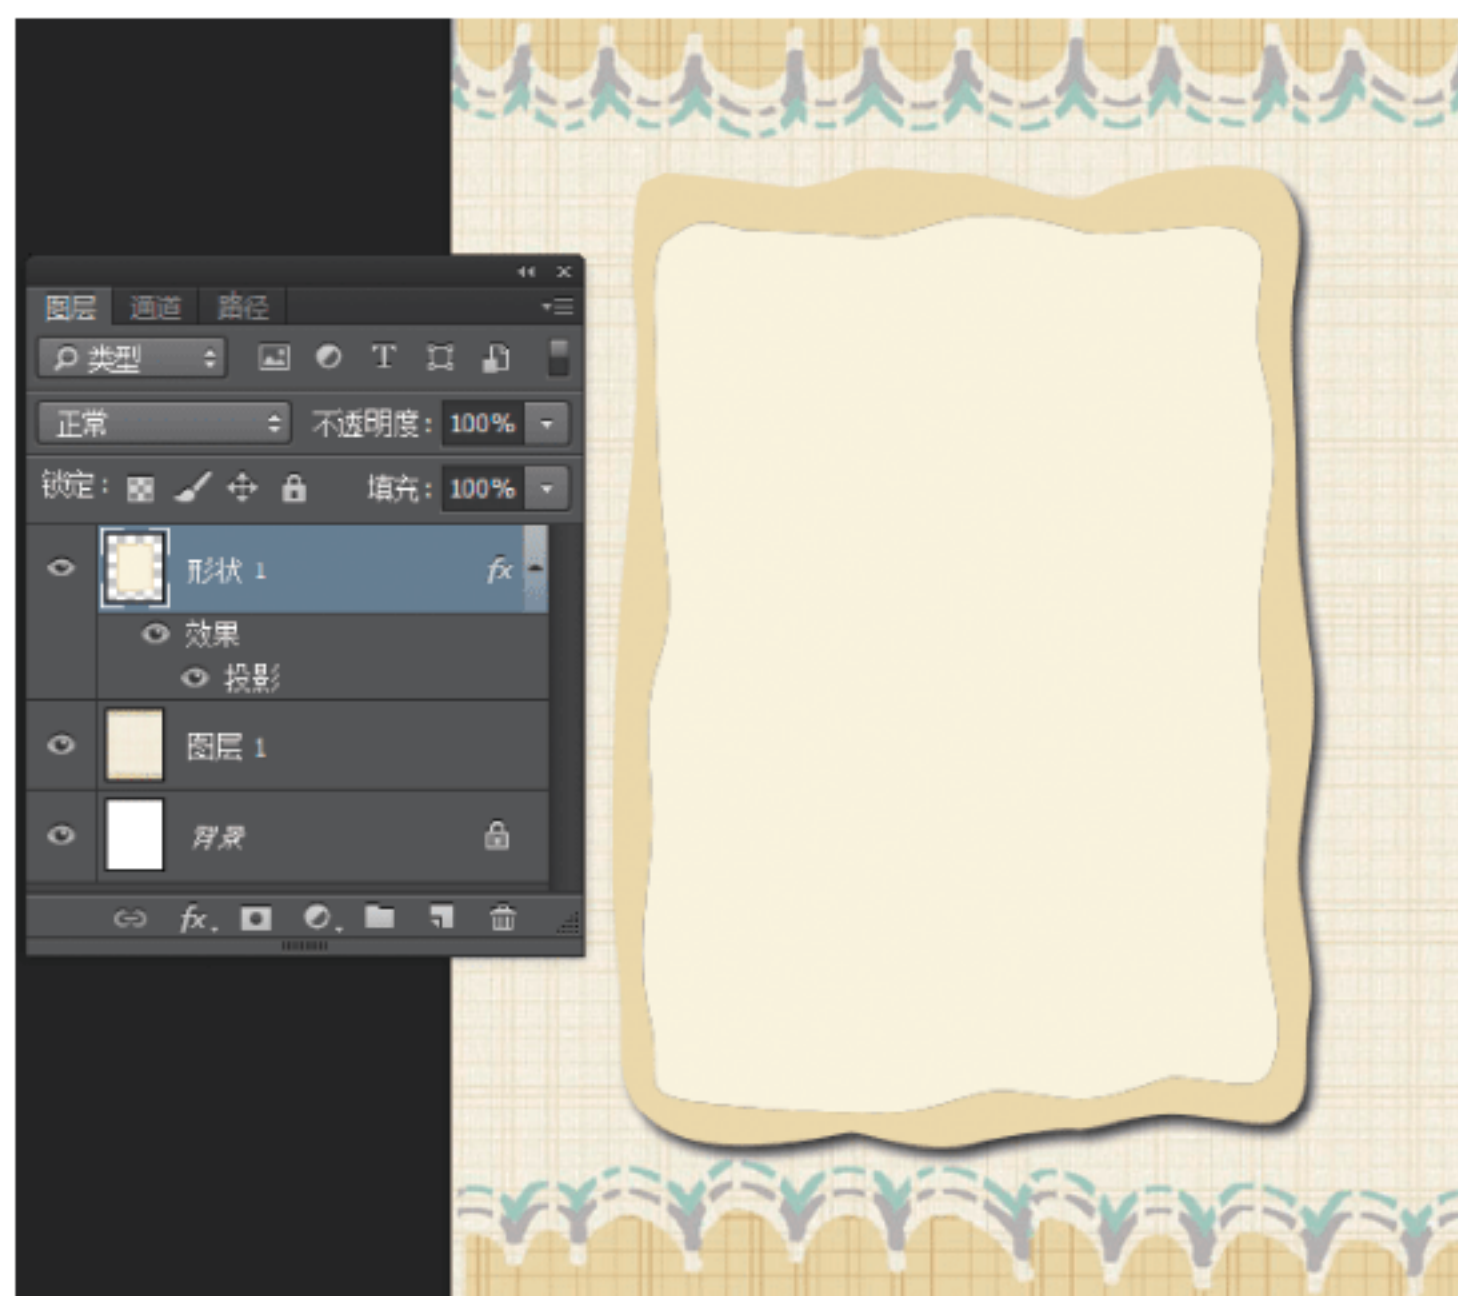 图层 通道 路径
类型 T
正常 不透明度: 100%
锁定: 填充: 100%
形状 1 fx
效果
投影
图层 1
背景
fx.